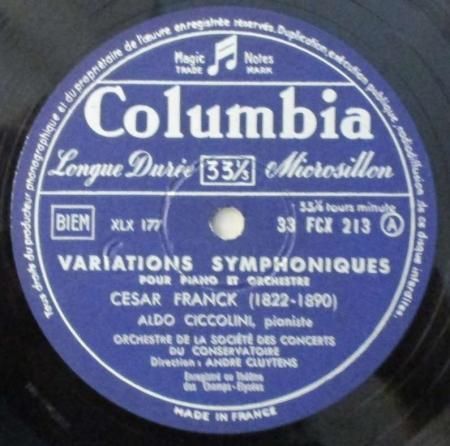 Tous droits du producteur phonographique et du propriétaire de l'œuvre enregistrée réservés. Duplication, exécution publique, radiodiffusion de ce disque interdites.
Magic Notes
TRADE MARK
Columbia
Longue Durée 33⅓ Microsillon
33⅓ tours minute
BIEM XLX 177 33 FCX 213 A
VARIATIONS SYMPHONIQUES
POUR PIANO ET ORCHESTRE
CESAR FRANCK (1822-1890)
ALDO CICCOLINI, pianiste
ORCHESTRE DE LA SOCIÉTÉ DES CONCERTS
DU CONSERVATOIRE
Direction: ANDRE CLUYTENS
Enregistré au Théâtre
des Champs-Elysées
MADE IN FRANCE